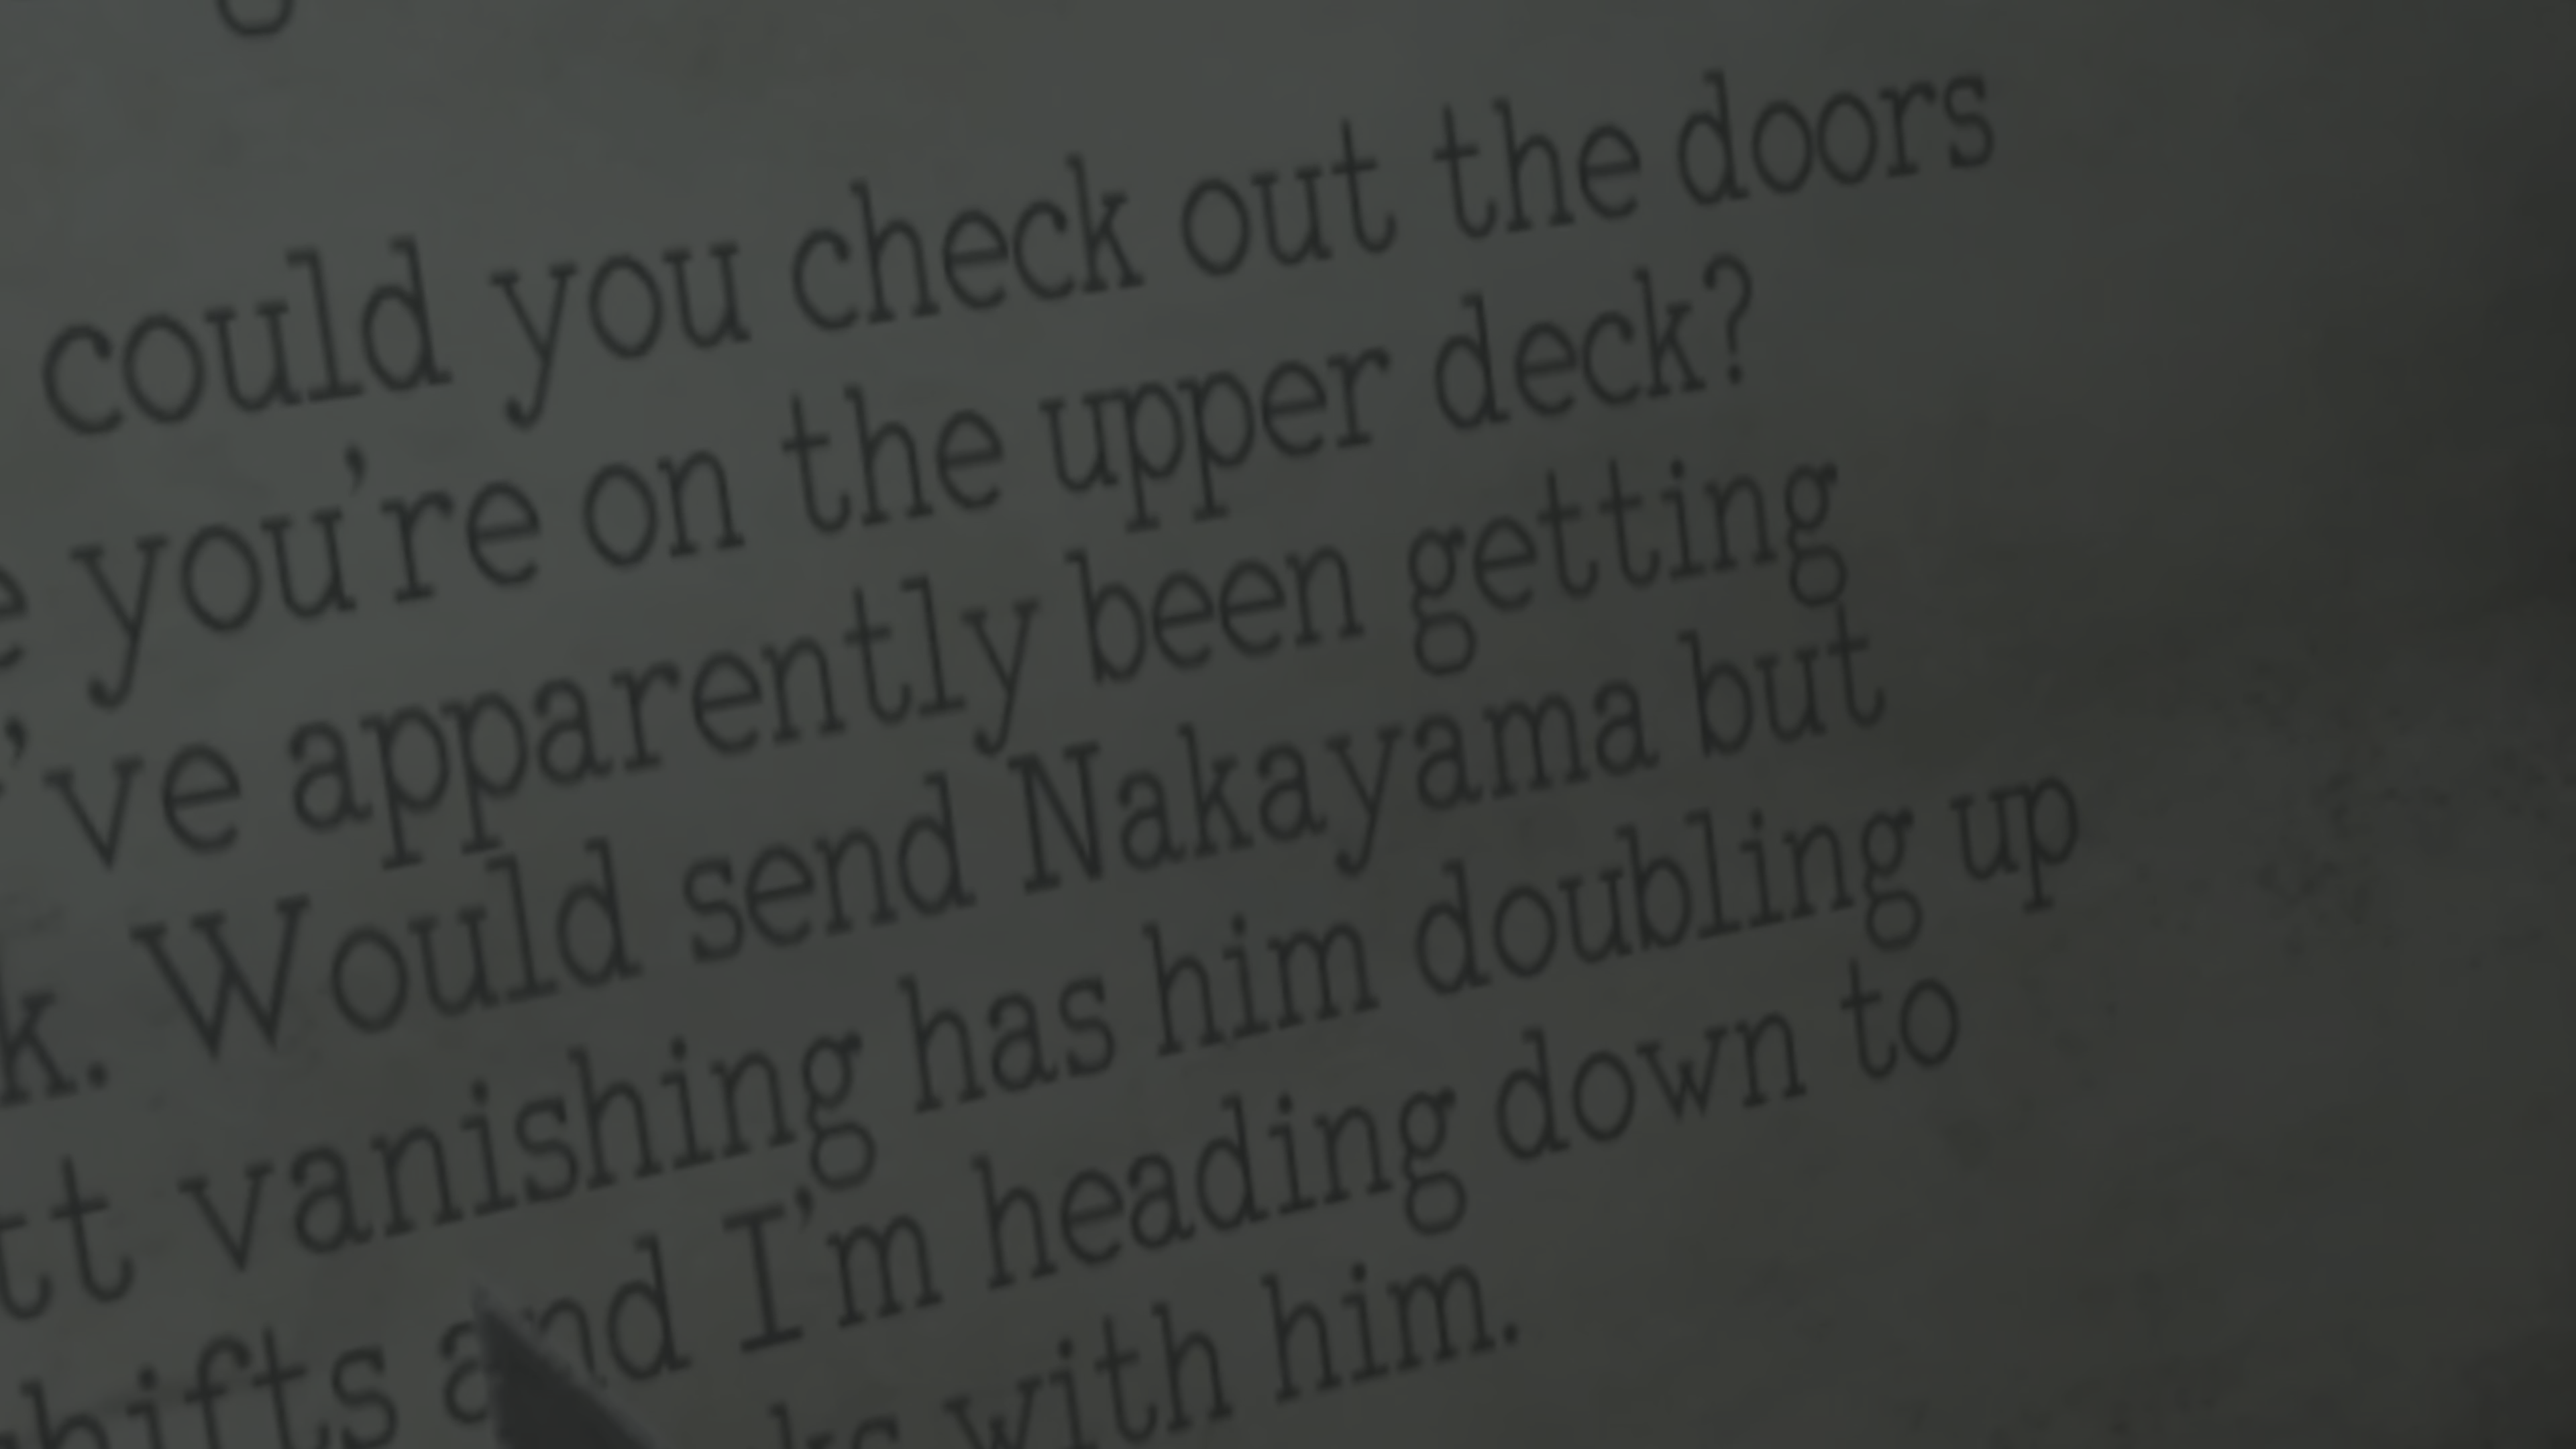 could you check out the doors
you're on the upper deck?
've apparently been getting
Would send Nakayama but
vanishing has him doubling up
and I'm heading down to
with him.